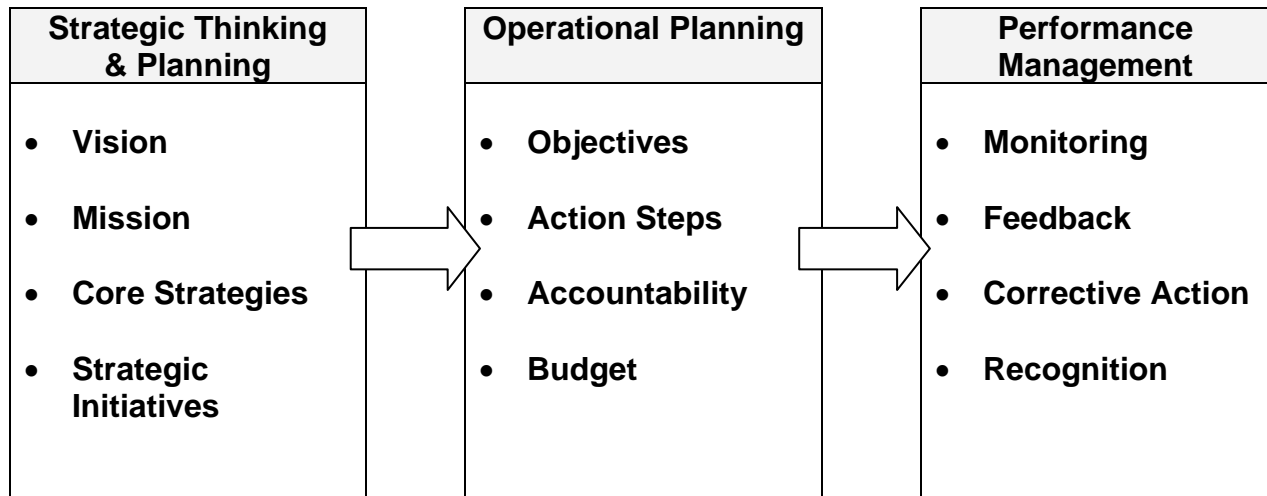 Strategic Thinking
& Planning
• Vision
• Mission
• Core Strategies
• Strategic
Initiatives
Operational Planning
• Objectives
• Action Steps
• Accountability
• Budget
Performance
Management
• Monitoring
• Feedback
• Corrective Action
• Recognition